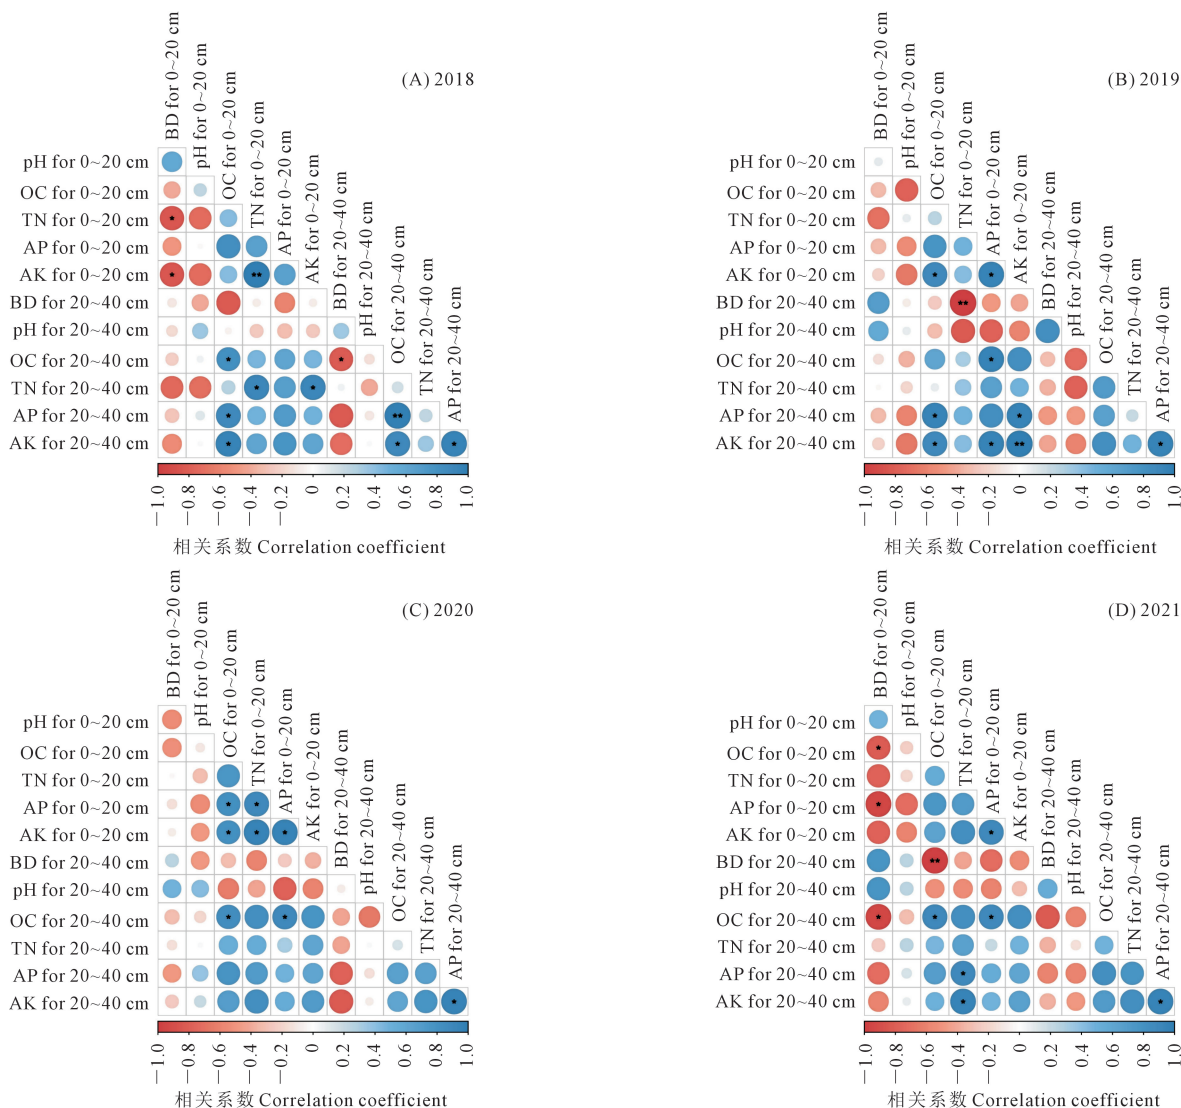 (A) 2018
BD for 0~20 cm
pH for 0~20 cm
OC for 0~20 cm
TN for 0~20 cm
AP for 0~20 cm
AK for 0~20 cm
BD for 20~40 cm
pH for 20~40 cm
OC for 20~40 cm
TN for 20~40 cm
AP for 20~40 cm
pH for 0~20 cm
OC for 0~20 cm
TN for 0~20 cm
AP for 0~20 cm
AK for 0~20 cm
BD for 20~40 cm
pH for 20~40 cm
OC for 20~40 cm
TN for 20~40 cm
AP for 20~40 cm
AK for 20~40 cm
−1.0 −0.8 −0.6 −0.4 −0.2 0 0.2 0.4 0.6 0.8 1.0
相关系数 Correlation coefficient
(B) 2019
BD for 0~20 cm
pH for 0~20 cm
OC for 0~20 cm
TN for 0~20 cm
AP for 0~20 cm
AK for 0~20 cm
BD for 20~40 cm
pH for 20~40 cm
OC for 20~40 cm
TN for 20~40 cm
AP for 20~40 cm
pH for 0~20 cm
OC for 0~20 cm
TN for 0~20 cm
AP for 0~20 cm
AK for 0~20 cm
BD for 20~40 cm
pH for 20~40 cm
OC for 20~40 cm
TN for 20~40 cm
AP for 20~40 cm
AK for 20~40 cm
−1.0 −0.8 −0.6 −0.4 −0.2 0 0.2 0.4 0.6 0.8 1.0
相关系数 Correlation coefficient
(C) 2020
BD for 0~20 cm
pH for 0~20 cm
OC for 0~20 cm
TN for 0~20 cm
AP for 0~20 cm
AK for 0~20 cm
BD for 20~40 cm
pH for 20~40 cm
OC for 20~40 cm
TN for 20~40 cm
AP for 20~40 cm
pH for 0~20 cm
OC for 0~20 cm
TN for 0~20 cm
AP for 0~20 cm
AK for 0~20 cm
BD for 20~40 cm
pH for 20~40 cm
OC for 20~40 cm
TN for 20~40 cm
AP for 20~40 cm
AK for 20~40 cm
−1.0 −0.8 −0.6 −0.4 −0.2 0 0.2 0.4 0.6 0.8 1.0
相关系数 Correlation coefficient
(D) 2021
BD for 0~20 cm
pH for 0~20 cm
OC for 0~20 cm
TN for 0~20 cm
AP for 0~20 cm
AK for 0~20 cm
BD for 20~40 cm
pH for 20~40 cm
OC for 20~40 cm
TN for 20~40 cm
AP for 20~40 cm
pH for 0~20 cm
OC for 0~20 cm
TN for 0~20 cm
AP for 0~20 cm
AK for 0~20 cm
BD for 20~40 cm
pH for 20~40 cm
OC for 20~40 cm
TN for 20~40 cm
AP for 20~40 cm
AK for 20~40 cm
−1.0 −0.8 −0.6 −0.4 −0.2 0 0.2 0.4 0.6 0.8 1.0
相关系数 Correlation coefficient